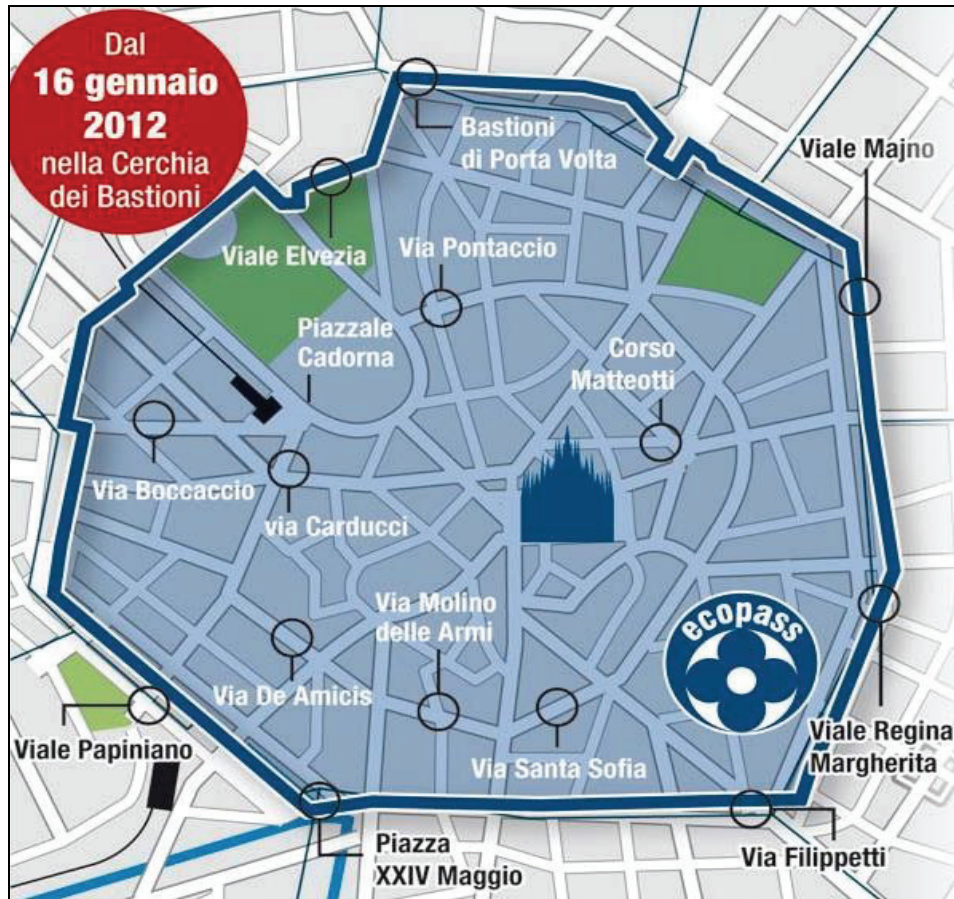 Dal
16 gennaio
2012
nella Cerchia
dei Bastioni
Bastioni
di Porta Volta
Viale Majno
Viale Elvezia
Via Pontaccio
Piazzale
Cadorna
Corso
Matteotti
Via Boccaccio
via Carducci
Via Molino
delle Armi
ecopass
Via De Amicis
Viale Papiniano
Via Santa Sofia
Viale Regina
Margherita
Piazza
XXIV Maggio
Via Filippetti